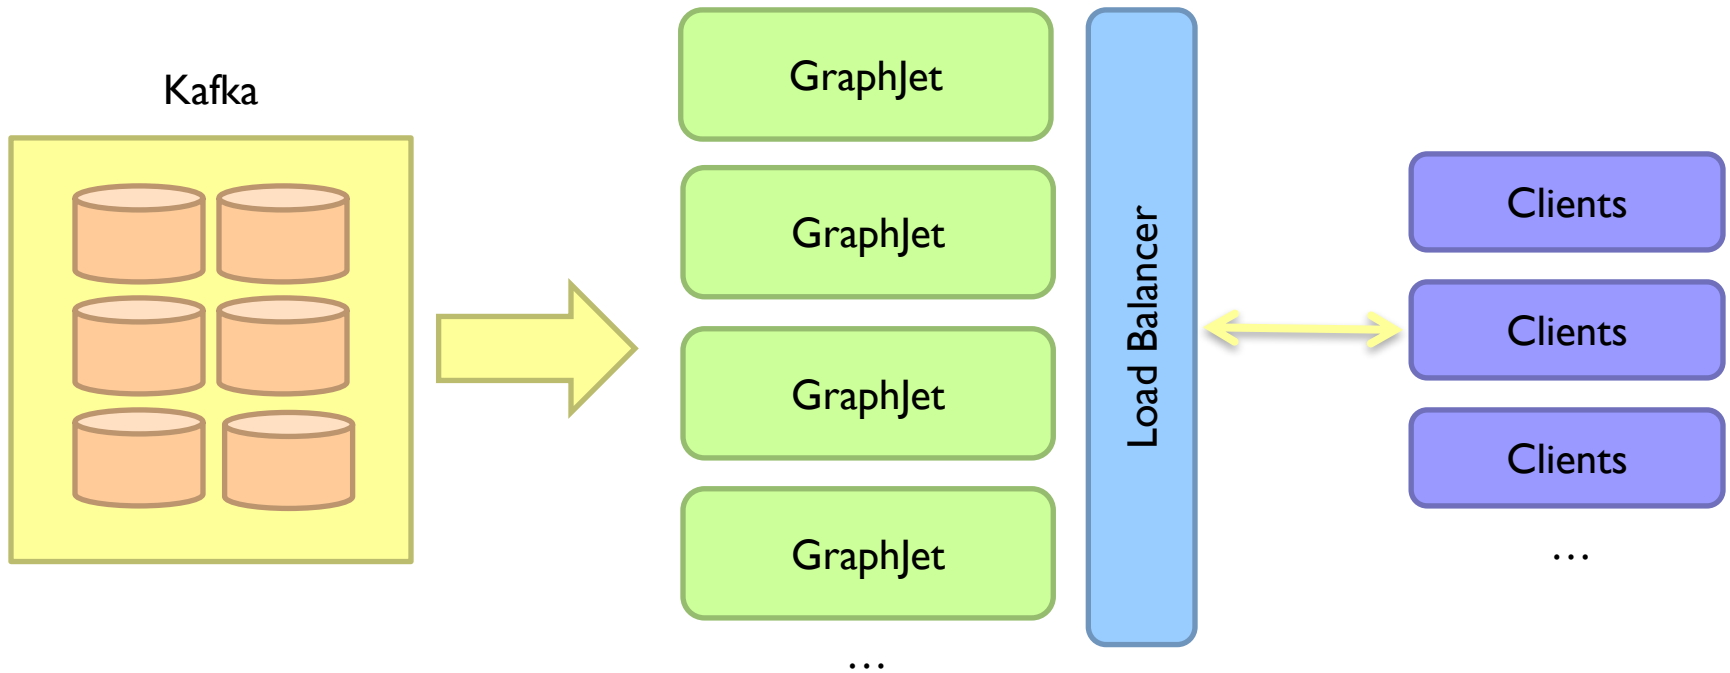 Kafka
GraphJet
GraphJet
GraphJet
GraphJet
…
Load Balancer
Clients
Clients
Clients
…